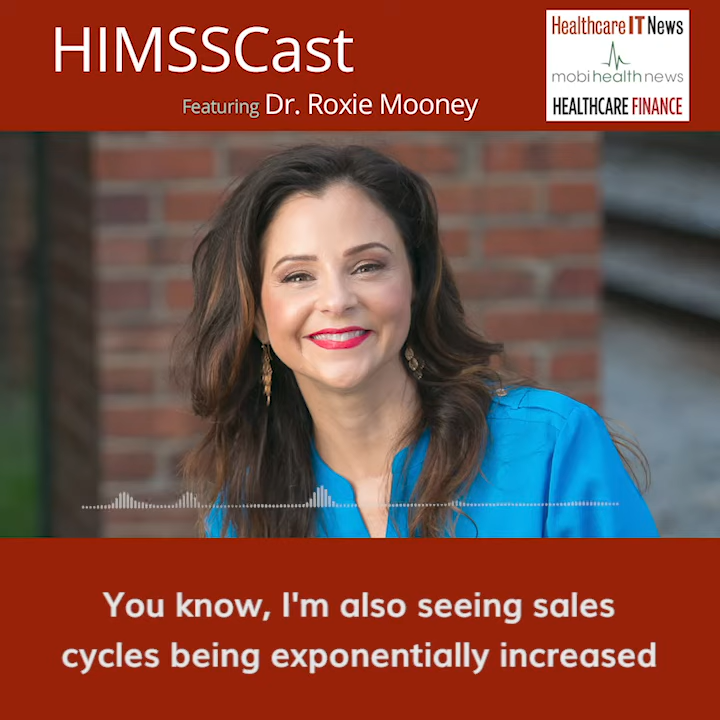 HIMSSCast
Featuring Dr. Roxie Mooney
Healthcare IT News
mobihealthnews
HEALTHCARE FINANCE
You know, I'm also seeing sales
cycles being exponentially increased